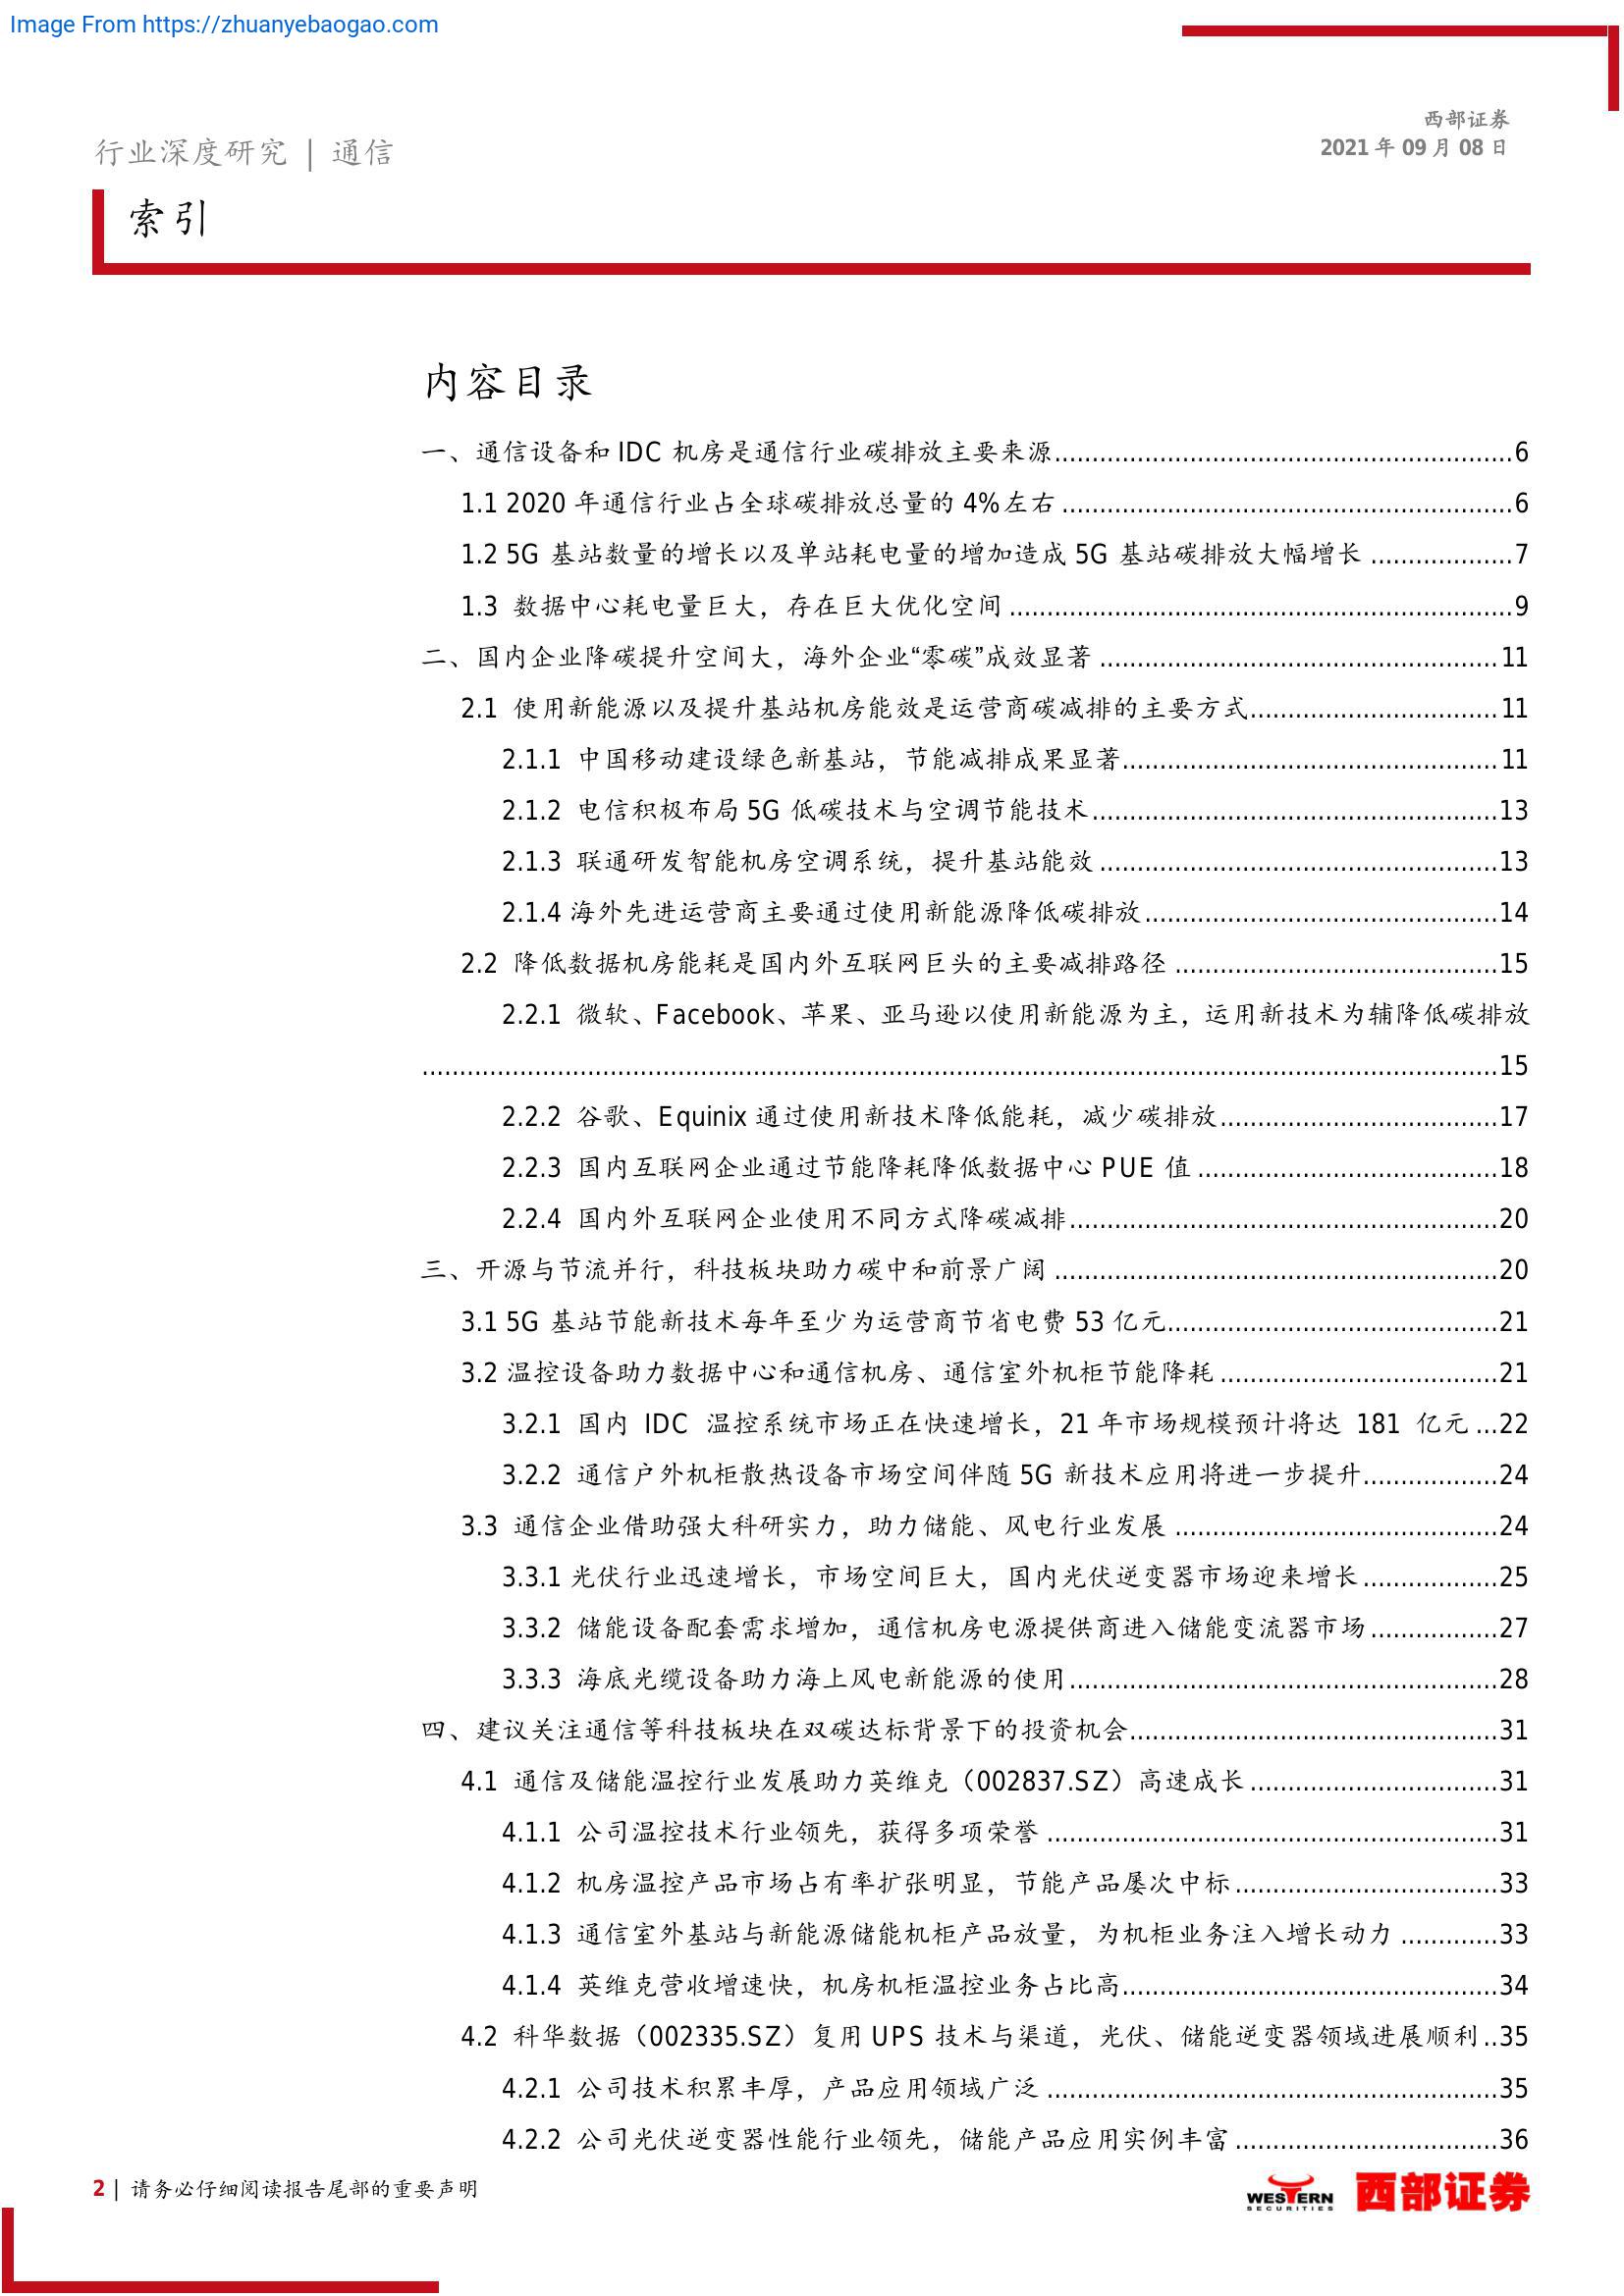 Image From https://zhuanyebaogao.com
西部证券
行业深度研究 | 通信
2021 年 09 月 08 日
索引
内容目录
一、通信设备和 IDC 机房是通信行业碳排放主要来源..............................................................6
1.1 2020 年通信行业占全球碳排放总量的 4%左右 ............................................................6
1.2 5G 基站数量的增长以及单站耗电量的增加造成 5G 基站碳排放大幅增长 ...................7
1.3 数据中心耗电量巨大，存在巨大优化空间 ...................................................................9
二、国内企业降碳提升空间大，海外企业“零碳”成效显著 .....................................................11
2.1 使用新能源以及提升基站机房能效是运营商碳减排的主要方式.................................11
2.1.1 中国移动建设绿色新基站，节能减排成果显著..................................................11
2.1.2 电信积极布局 5G 低碳技术与空调节能技术......................................................13
2.1.3 联通研发智能机房空调系统，提升基站能效 .....................................................13
2.1.4 海外先进运营商主要通过使用新能源降低碳排放...............................................14
2.2 降低数据机房能耗是国内外互联网巨头的主要减排路径 ...........................................15
2.2.1 微软、Facebook、苹果、亚马逊以使用新能源为主，运用新技术为辅降低碳排放
................................................................................................................................................15
2.2.2 谷歌、Equinix 通过使用新技术降低能耗，减少碳排放.....................................17
2.2.3 国内互联网企业通过节能降耗降低数据中心 PUE 值 ........................................18
2.2.4 国内外互联网企业使用不同方式降碳减排.........................................................20
三、开源与节流并行，科技板块助力碳中和前景广阔 ...........................................................20
3.1 5G 基站节能新技术每年至少为运营商节省电费 53 亿元............................................21
3.2 温控设备助力数据中心和通信机房、通信室外机柜节能降耗 .....................................21
3.2.1 国内 IDC 温控系统市场正在快速增长，21 年市场规模预计将达 181 亿元 ...22
3.2.2 通信户外机柜散热设备市场空间伴随 5G 新技术应用将进一步提升..................24
3.3 通信企业借助强大科研实力，助力储能、风电行业发展 ...........................................24
3.3.1 光伏行业迅速增长，市场空间巨大，国内光伏逆变器市场迎来增长..................25
3.3.2 储能设备配套需求增加，通信机房电源提供商进入储能变流器市场.................27
3.3.3 海底光缆设备助力海上风电新能源的使用.........................................................28
四、建议关注通信等科技板块在双碳达标背景下的投资机会.................................................31
4.1 通信及储能温控行业发展助力英维克（002837.SZ）高速成长 .................................31
4.1.1 公司温控技术行业领先，获得多项荣誉 ............................................................31
4.1.2 机房温控产品市场占有率扩张明显，节能产品屡次中标...................................33
4.1.3 通信室外基站与新能源储能机柜产品放量，为机柜业务注入增长动力 .............33
4.1.4 英维克营收增速快，机房机柜温控业务占比高..................................................34
4.2 科华数据（002335.SZ）复用 UPS 技术与渠道，光伏、储能逆变器领域进展顺利..35
4.2.1 公司技术积累丰厚，产品应用领域广泛 ............................................................35
4.2.2 公司光伏逆变器性能行业领先，储能产品应用实例丰富...................................36
2 | 请务必仔细阅读报告尾部的重要声明
WESTERN
SECURITIES
西部证券